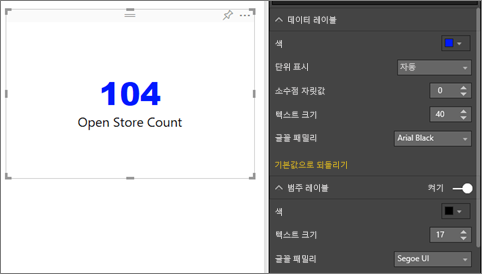 104
Open Store Count
데이터 레이블
색
단위 표시 자동
소수점 자릿값 0
텍스트 크기 40
글꼴 패밀리 Arial Black
기본값으로 되돌리기
범주 레이블 켜기
색
텍스트 크기 17
글꼴 패밀리 Segoe UI